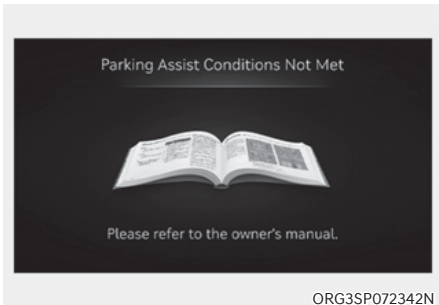 Parking Assist Conditions Not Met
Please refer to the owner's manual.
ORG3SP072342N